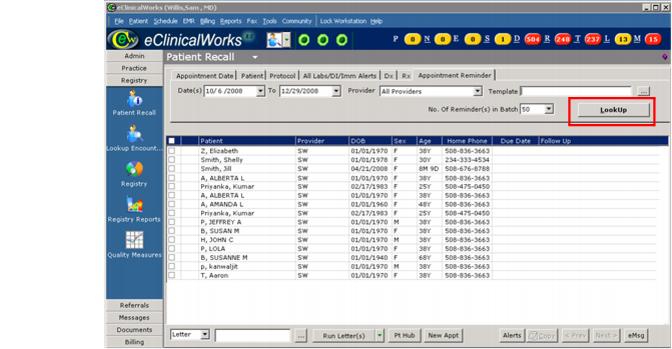 eClinicalWorks (Willis,Sans , MD)
File Patient Schedule EMR Billing Reports Fax Tools Community Lock Workstation Help
eClinicalWorks P 0 N 0 E 0 S 1 D 504 R 240 T 237 L 13 M 15
Admin
Practice
Registry
Patient Recall
Lookup Encount...
Registry
Registry Reports
Quality Measures
Referrals
Messages
Documents
Billing
Patient Recall
Appointment Date Patient Protocol All Labs/DI/Imm Alerts Dx Rx Appointment Reminder
Date(s) 10/ 6 /2008 To 12/29/2008 Provider All Providers Template ...
No. Of Reminder(s) in Batch 50 LookUp
Patient Provider DOB Sex Age Home Phone Due Date Follow Up
Z, Elizabeth SW 01/01/1970 F 38Y 508-836-3663
Smith, Shelly SW 01/01/1978 F 30Y 234-333-4534
Smith, Jill SW 04/21/2008 F 8M 9D 508-676-8788
A, ALBERTA L SW 01/01/1970 F 38Y 508-836-3663
Priyanka, Kumar SW 02/17/1983 F 25Y 508-475-0450
A, ALBERTA L SW 01/01/1970 F 38Y 508-836-3663
A, AMANDA L SW 01/01/1960 F 48Y 508-836-3663
Priyanka, Kumar SW 02/17/1983 F 25Y 508-475-0450
P, JEFFREY A SW 01/01/1970 M 38Y 508-836-3663
B, SUSAN M SW 01/01/1970 F 38Y 508-836-3663
H, JOHN C SW 01/01/1970 M 38Y 508-836-3663
P, LOLA SW 01/01/1970 F 38Y 508-836-3663
B, SUSANNE M SW 01/01/1940 F 68Y 508-836-3663
p, kanwaljit SW 01/01/1970 M 38Y 508-836-3663
T, Aaron SW 01/01/1970 M 38Y 508-836-3663
Letter ... Run Letter(s) Pt Hub New Appt Alerts Copy < Prev Next > eMsg